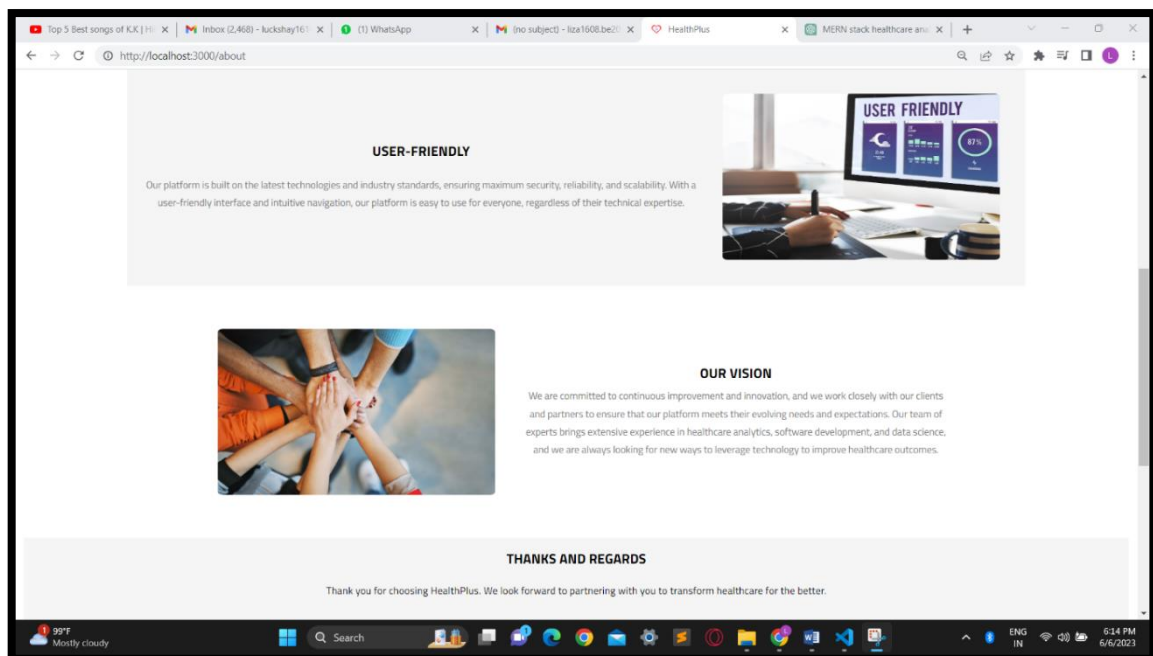 Top 5 Best songs of K.K | H
Inbox (2,468) - luckshay161
(1) WhatsApp
(no subject) - liza1608.be20
HealthPlus
MERN stack healthcare ana
http://localhost:3000/about
L
USER-FRIENDLY
Our platform is built on the latest technologies and industry standards, ensuring maximum security, reliability, and scalability. With a
user-friendly interface and intuitive navigation, our platform is easy to use for everyone, regardless of their technical expertise.
USER FRIENDLY
87%
OUR VISION
We are committed to continuous improvement and innovation, and we work closely with our clients
and partners to ensure that our platform meets their evolving needs and expectations. Our team of
experts brings extensive experience in healthcare analytics, software development, and data science,
and we are always looking for new ways to leverage technology to improve healthcare outcomes.
THANKS AND REGARDS
Thank you for choosing HealthPlus. We look forward to partnering with you to transform healthcare for the better.
1
99°F
Mostly cloudy
Search
ENG
IN
6:14 PM
6/6/2023